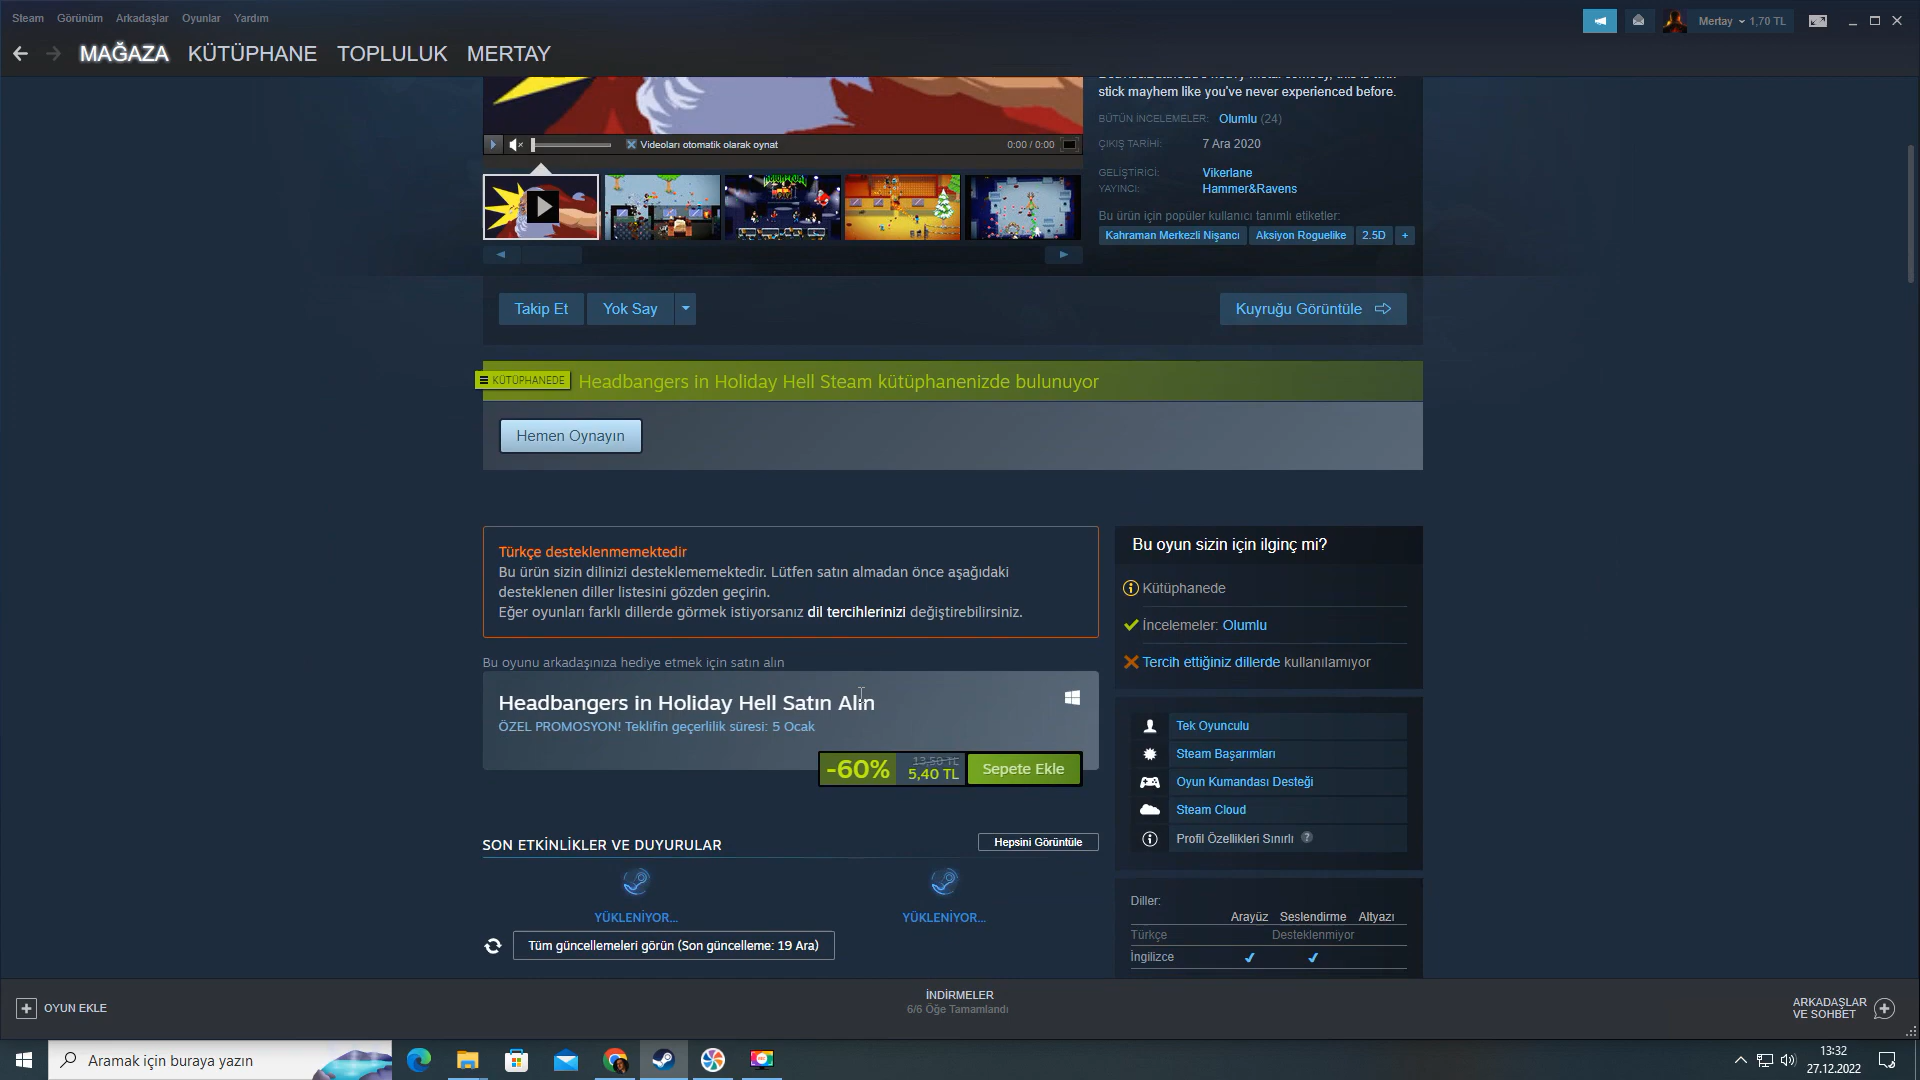 Steam Görünüm Arkadaşlar Oyunlar Yardım
Mertay 1,70 TL
MAĞAZA KÜTÜPHANE TOPLULUK MERTAY
stick mayhem like you've never experienced before.
BÜTÜN İNCELEMELER: Olumlu (24)
ÇIKIŞ TARİHİ: 7 Ara 2020
GELİŞTİRİCİ: Vikerlane
YAYINCI: Hammer&Ravens
Bu ürün için popüler kullanıcı tanımlı etiketler:
Kahraman Merkezli Nişancı Aksiyon Roguelike 2.5D +
Videoları otomatik olarak oynat 0:00 / 0:00
Takip Et Yok Say Kuyruğu Görüntüle
KÜTÜPHANEDE Headbangers in Holiday Hell Steam kütüphanenizde bulunuyor
Hemen Oynayın
Türkçe desteklenmemektedir
Bu ürün sizin dilinizi desteklememektedir. Lütfen satın almadan önce aşağıdaki
desteklenen diller listesini gözden geçirin.
Eğer oyunları farklı dillerde görmek istiyorsanız dil tercihlerinizi değiştirebilirsiniz.
Bu oyunu arkadaşınıza hediye etmek için satın alın
Headbangers in Holiday Hell Satın Alın
ÖZEL PROMOSYON! Teklifin geçerlilik süresi: 5 Ocak
-60% 13,50 TL 5,40 TL Sepete Ekle
SON ETKİNLİKLER VE DUYURULAR Hepsini Görüntüle
YÜKLENİYOR... YÜKLENİYOR...
Tüm güncellemeleri görün (Son güncelleme: 19 Ara)
Bu oyun sizin için ilginç mi?
Kütüphanede
İncelemeler: Olumlu
Tercih ettiğiniz dillerde kullanılamıyor
Tek Oyunculu
Steam Başarımları
Oyun Kumandası Desteği
Steam Cloud
Profil Özellikleri Sınırlı ?
Diller:
Arayüz Seslendirme Altyazı
Türkçe Desteklenmiyor
İngilizce ✔ ✔
OYUN EKLE
İNDİRMELER
6/6 Öğe Tamamlandı
ARKADAŞLAR
VE SOHBET
Aramak için buraya yazın
13:32
27.12.2022